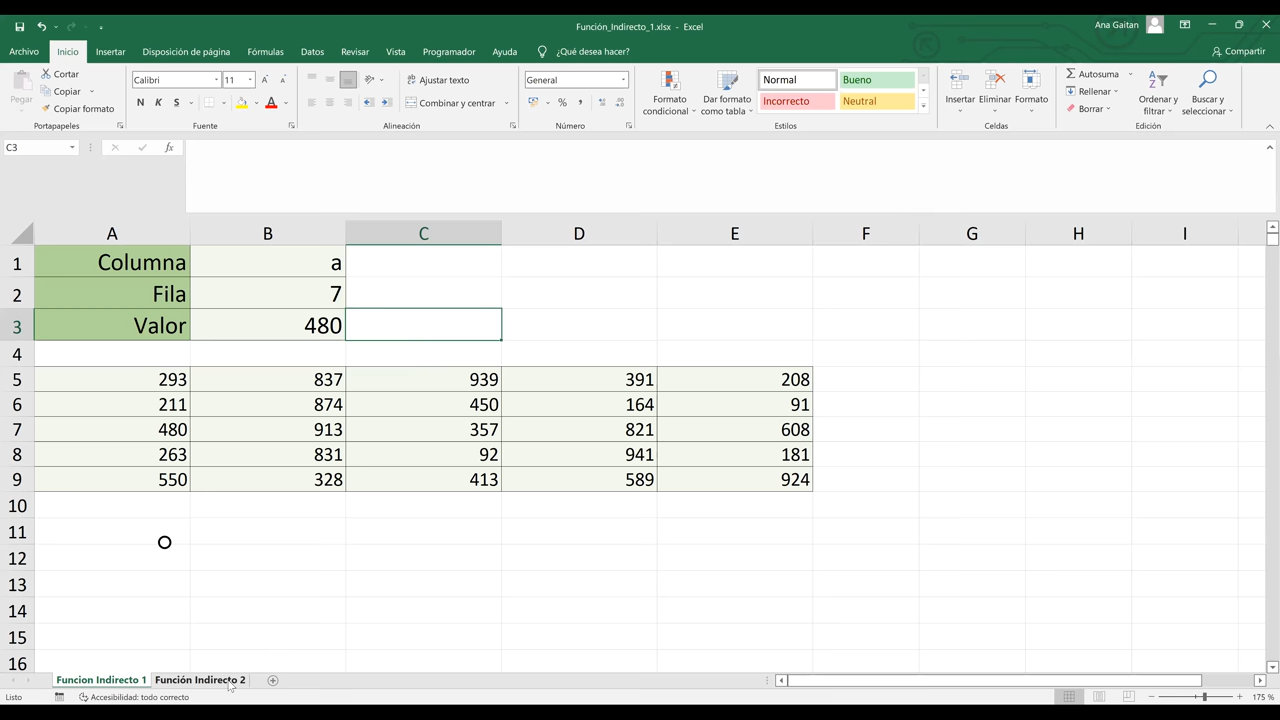 Función_Indirecto_1.xlsx - Excel
Ana Gaitan
Archivo Inicio Insertar Disposición de página Fórmulas Datos Revisar Vista Programador Ayuda ¿Qué desea hacer? Compartir
Pegar
Cortar
Copiar
Copiar formato
Portapapeles
Calibri 11
N K S
Fuente
Ajustar texto
Combinar y centrar
Alineación
General
Número
Formato condicional
Dar formato como tabla
Normal Bueno
Incorrecto Neutral
Estilos
Insertar Eliminar Formato
Celdas
Autosuma
Rellenar
Borrar
Ordenar y filtrar
Buscar y seleccionar
Edición
C3 fx
A B C D E F G H I
1 Columna a
2 Fila 7
3 Valor 480
4
5 293 837 939 391 208
6 211 874 450 164 91
7 480 913 357 821 608
8 263 831 92 941 181
9 550 328 413 589 924
10
11
12
13
14
15
16
Funcion Indirecto 1 Función Indirecto 2
Listo Accesibilidad: todo correcto 175 %